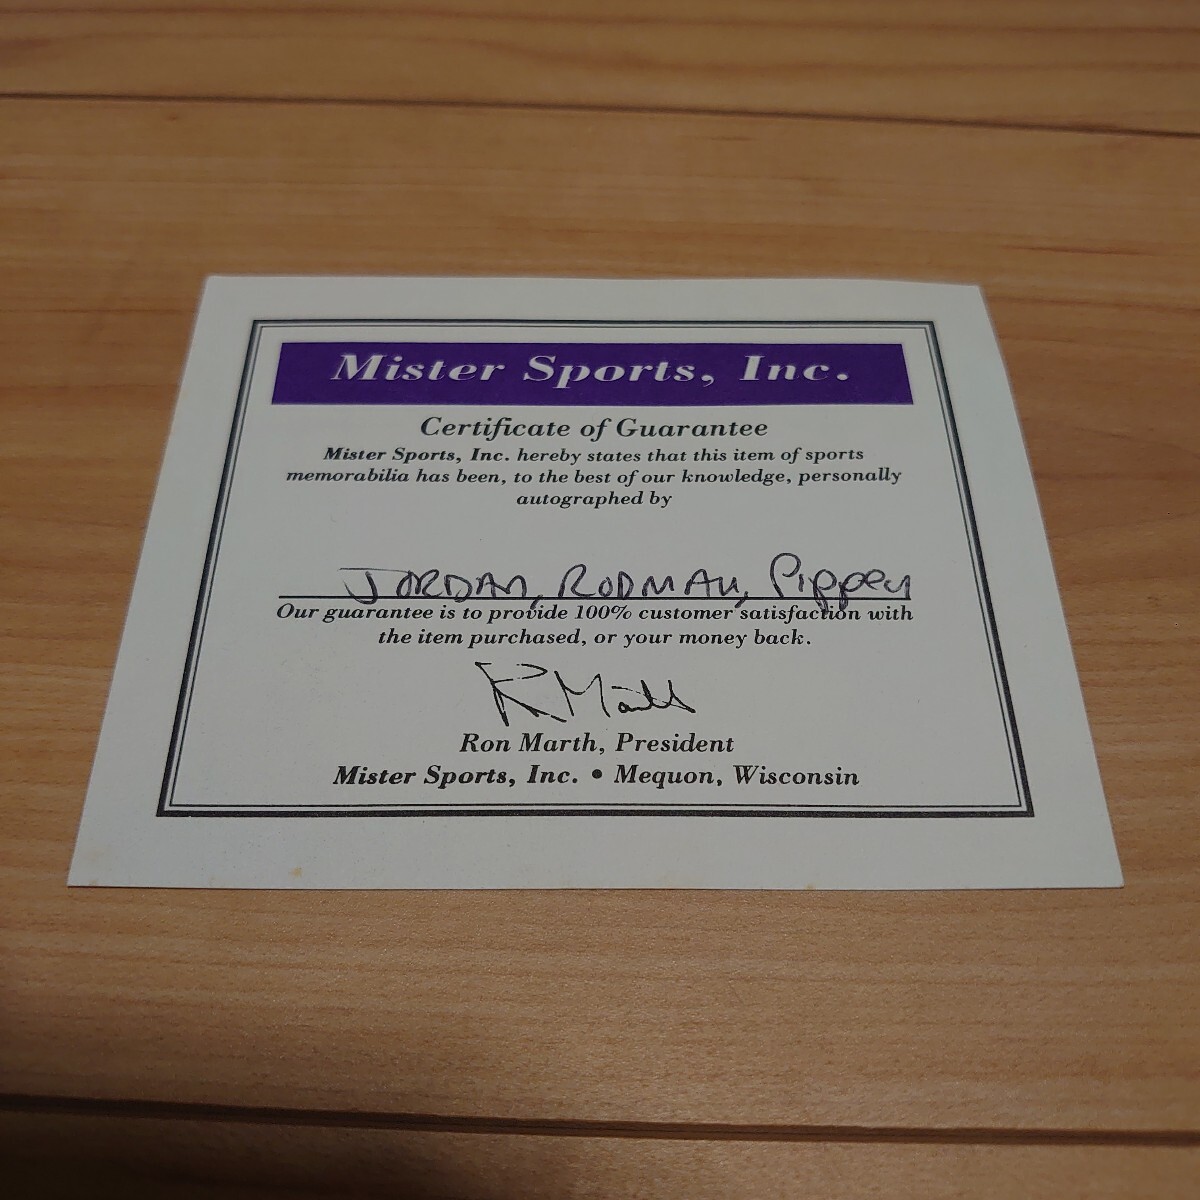 Mister Sports, Inc.
Certificate of Guarantee
Mister Sports, Inc. hereby states that this item of sports
memorabilia has been, to the best of our knowledge, personally
autographed by
JORDAN, RODMAN, Pippen
Our guarantee is to provide 100% customer satisfaction with
the item purchased, or your money back.
R. Marth
Ron Marth, President
Mister Sports, Inc. • Mequon, Wisconsin